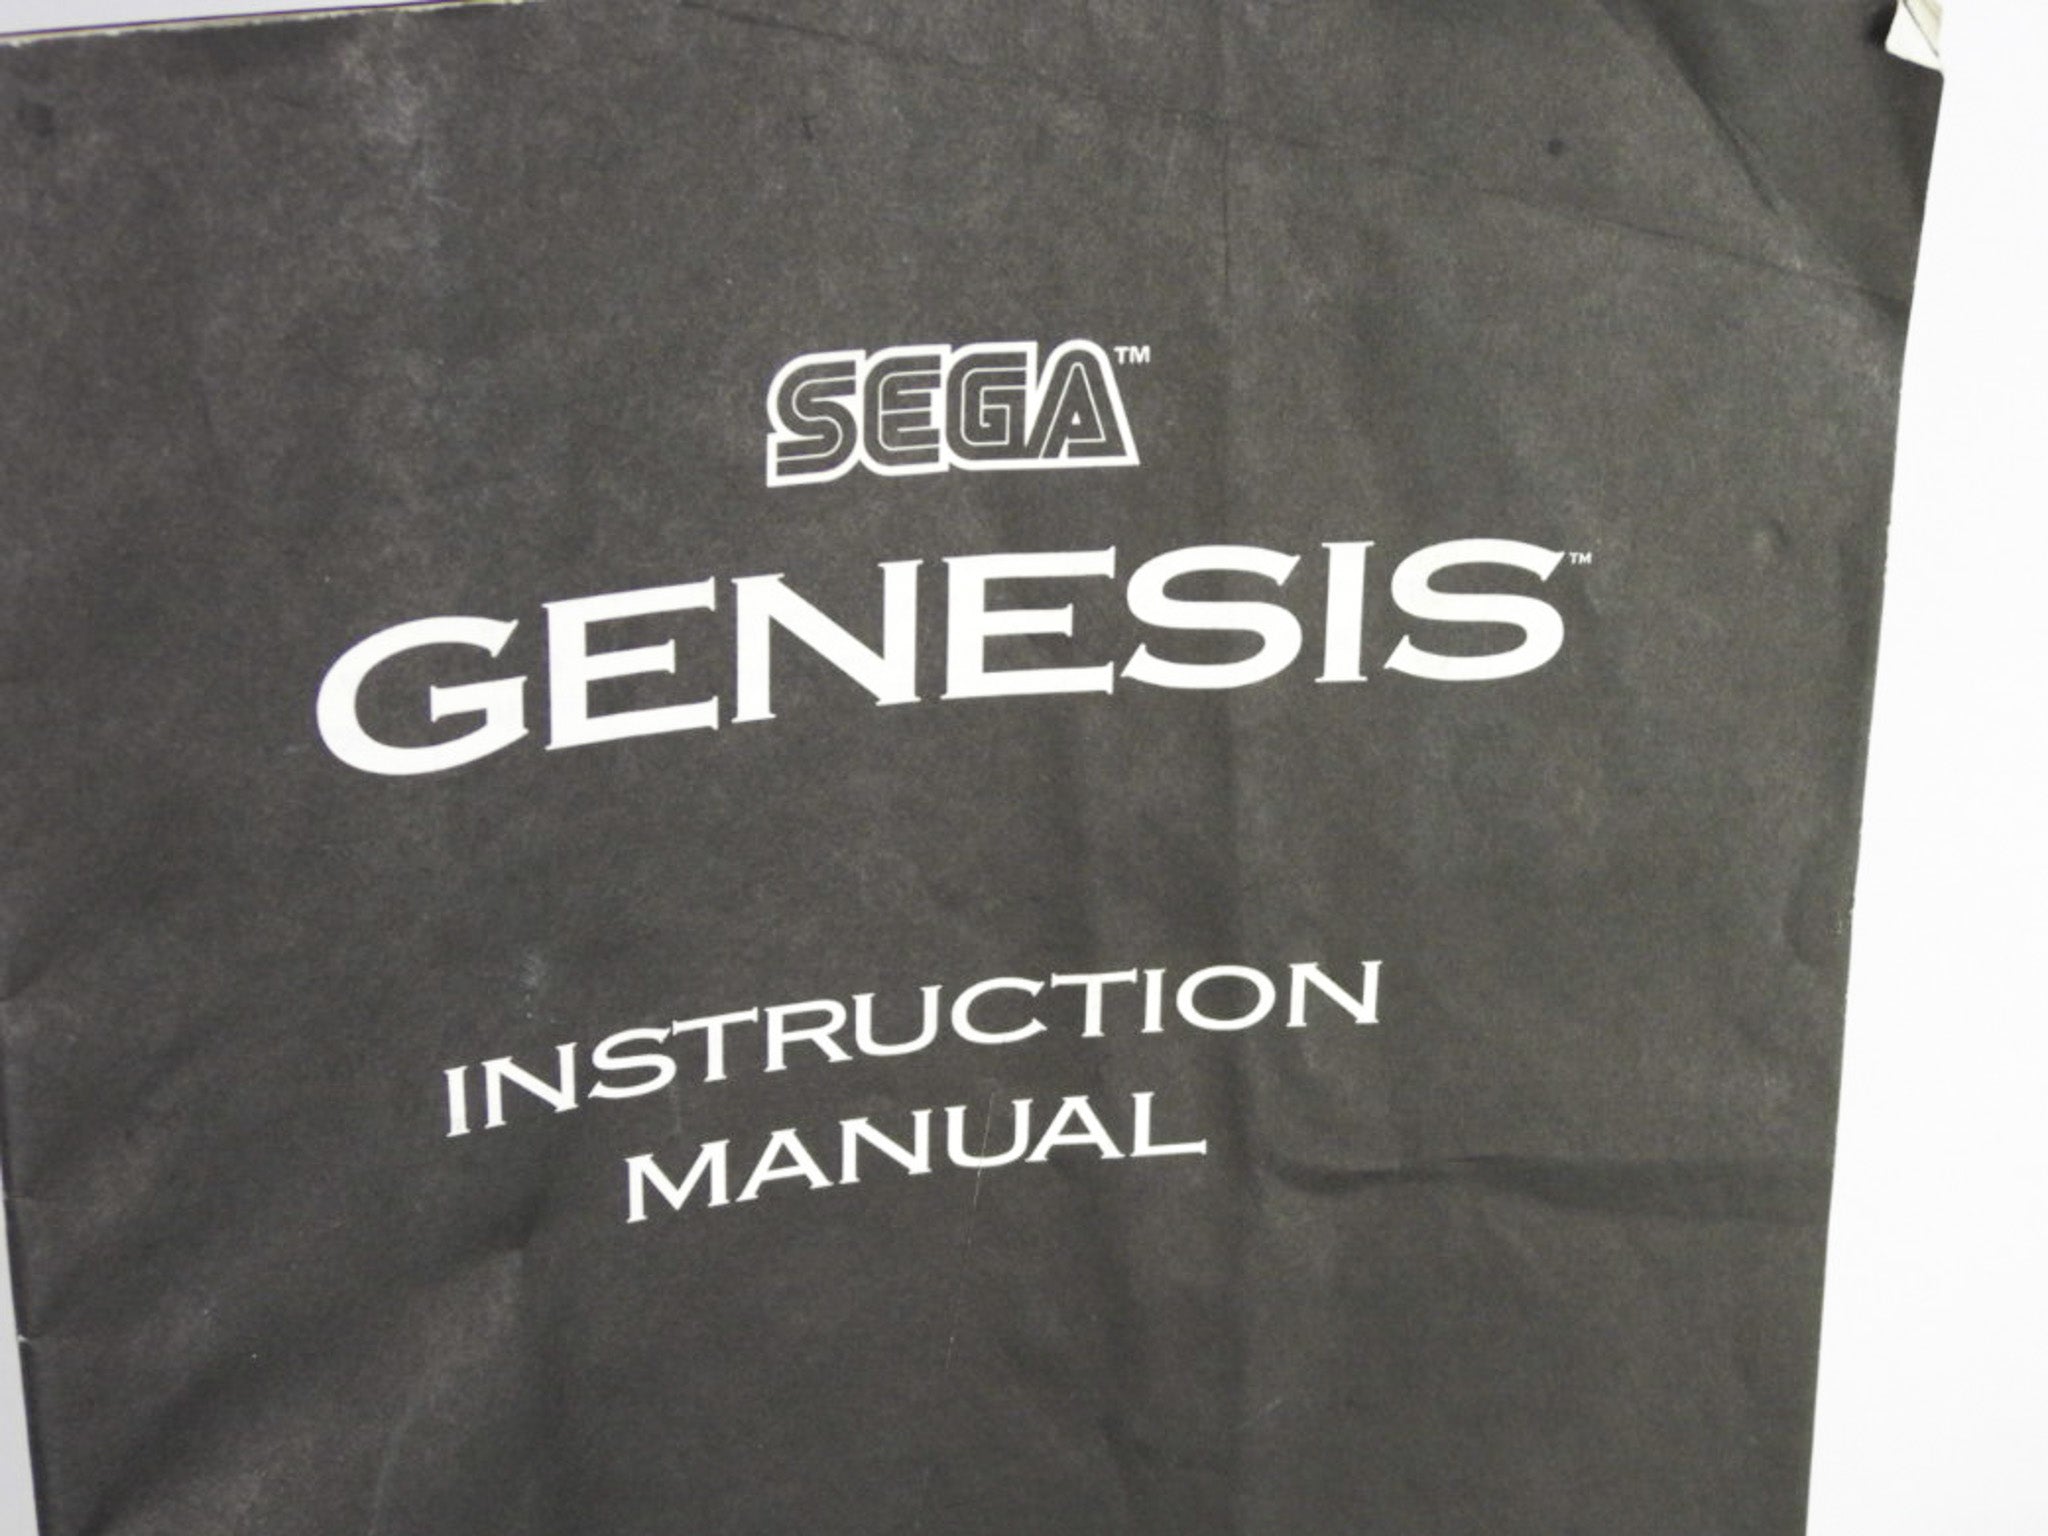 SEGA™
GENESIS™
INSTRUCTION
MANUAL